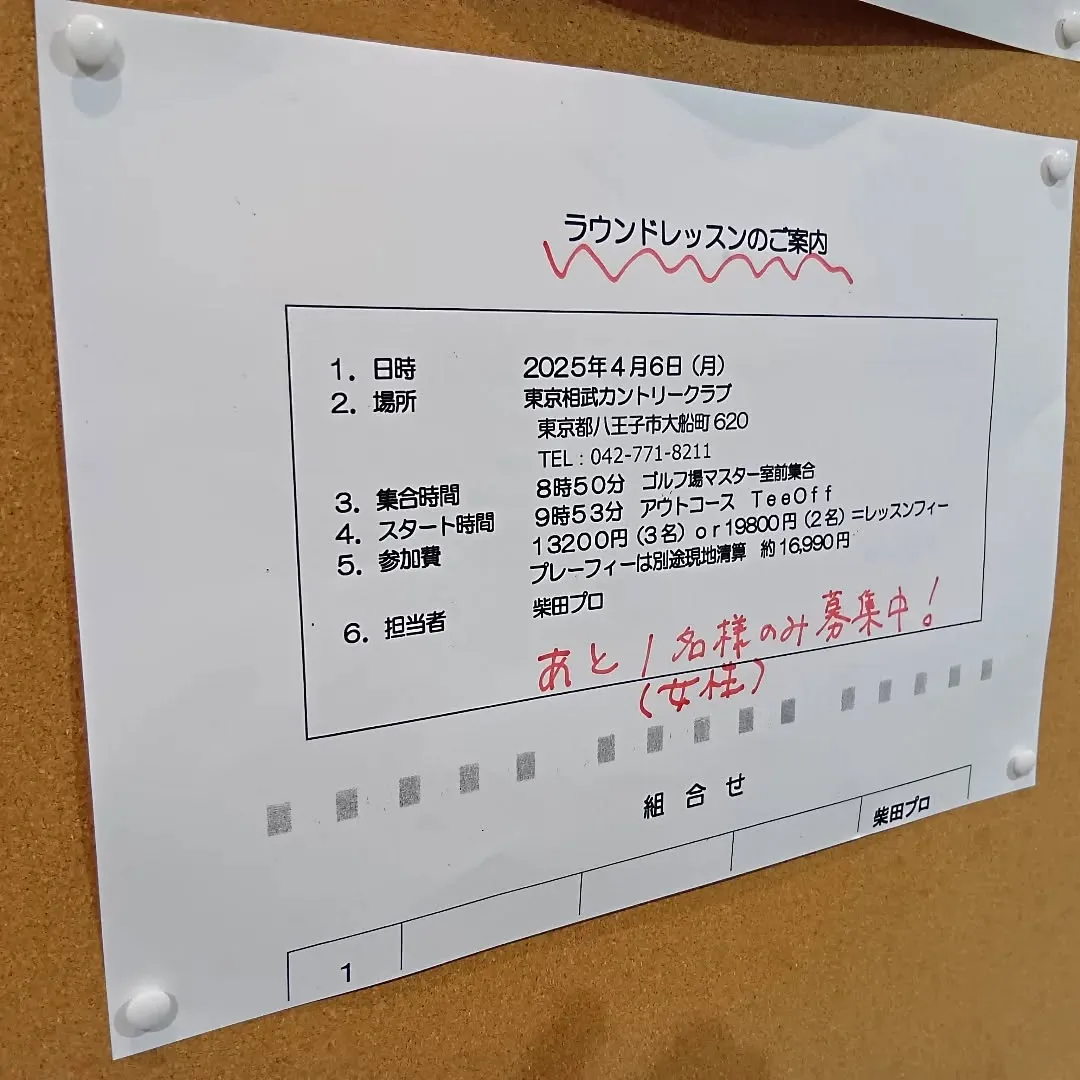 ラウンドレッスンのご案内
1．日時 2025年4月6日（月）
2．場所 東京相武カントリークラブ
東京都八王子市大船町620
TEL：042-771-8211
3．集合時間 8時50分 ゴルフ場マスター室前集合
4．スタート時間 9時53分 アウトコース TeeOff
5．参加費 13200円（3名）or19800円（2名）＝レッスンフィー
プレーフィーは別途現地清算 約16,990円
6．担当者 柴田プロ
あと1名様のみ募集中！
（女性）
組合せ
1 柴田プロ